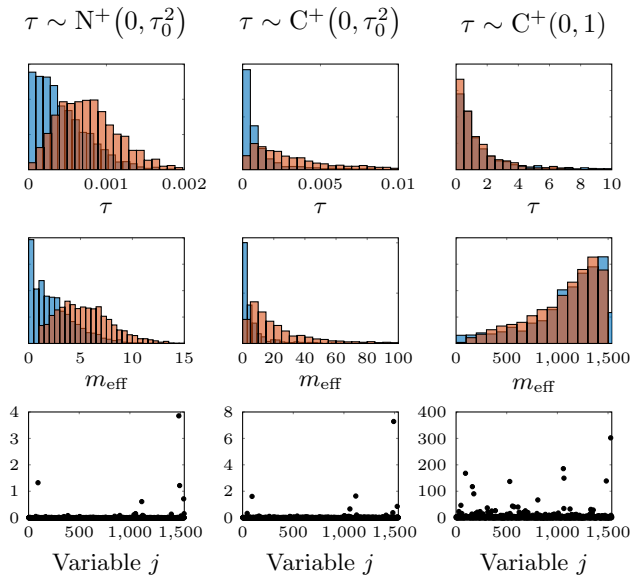 τ ∼ N⁺(0, τ₀²) τ ∼ C⁺(0, τ₀²) τ ∼ C⁺(0, 1)
0 0.001 0.002 0 0.005 0.01 0 2 4 6 8 10
τ τ τ
0 5 10 15 0 20 40 60 80 100 0 500 1,000 1,500
m_eff m_eff m_eff
4 8 400
3 6 300
2 4 200
1 2 100
0 0 0
0 500 1,000 1,500 0 500 1,000 1,500 0 500 1,000 1,500
Variable j Variable j Variable j